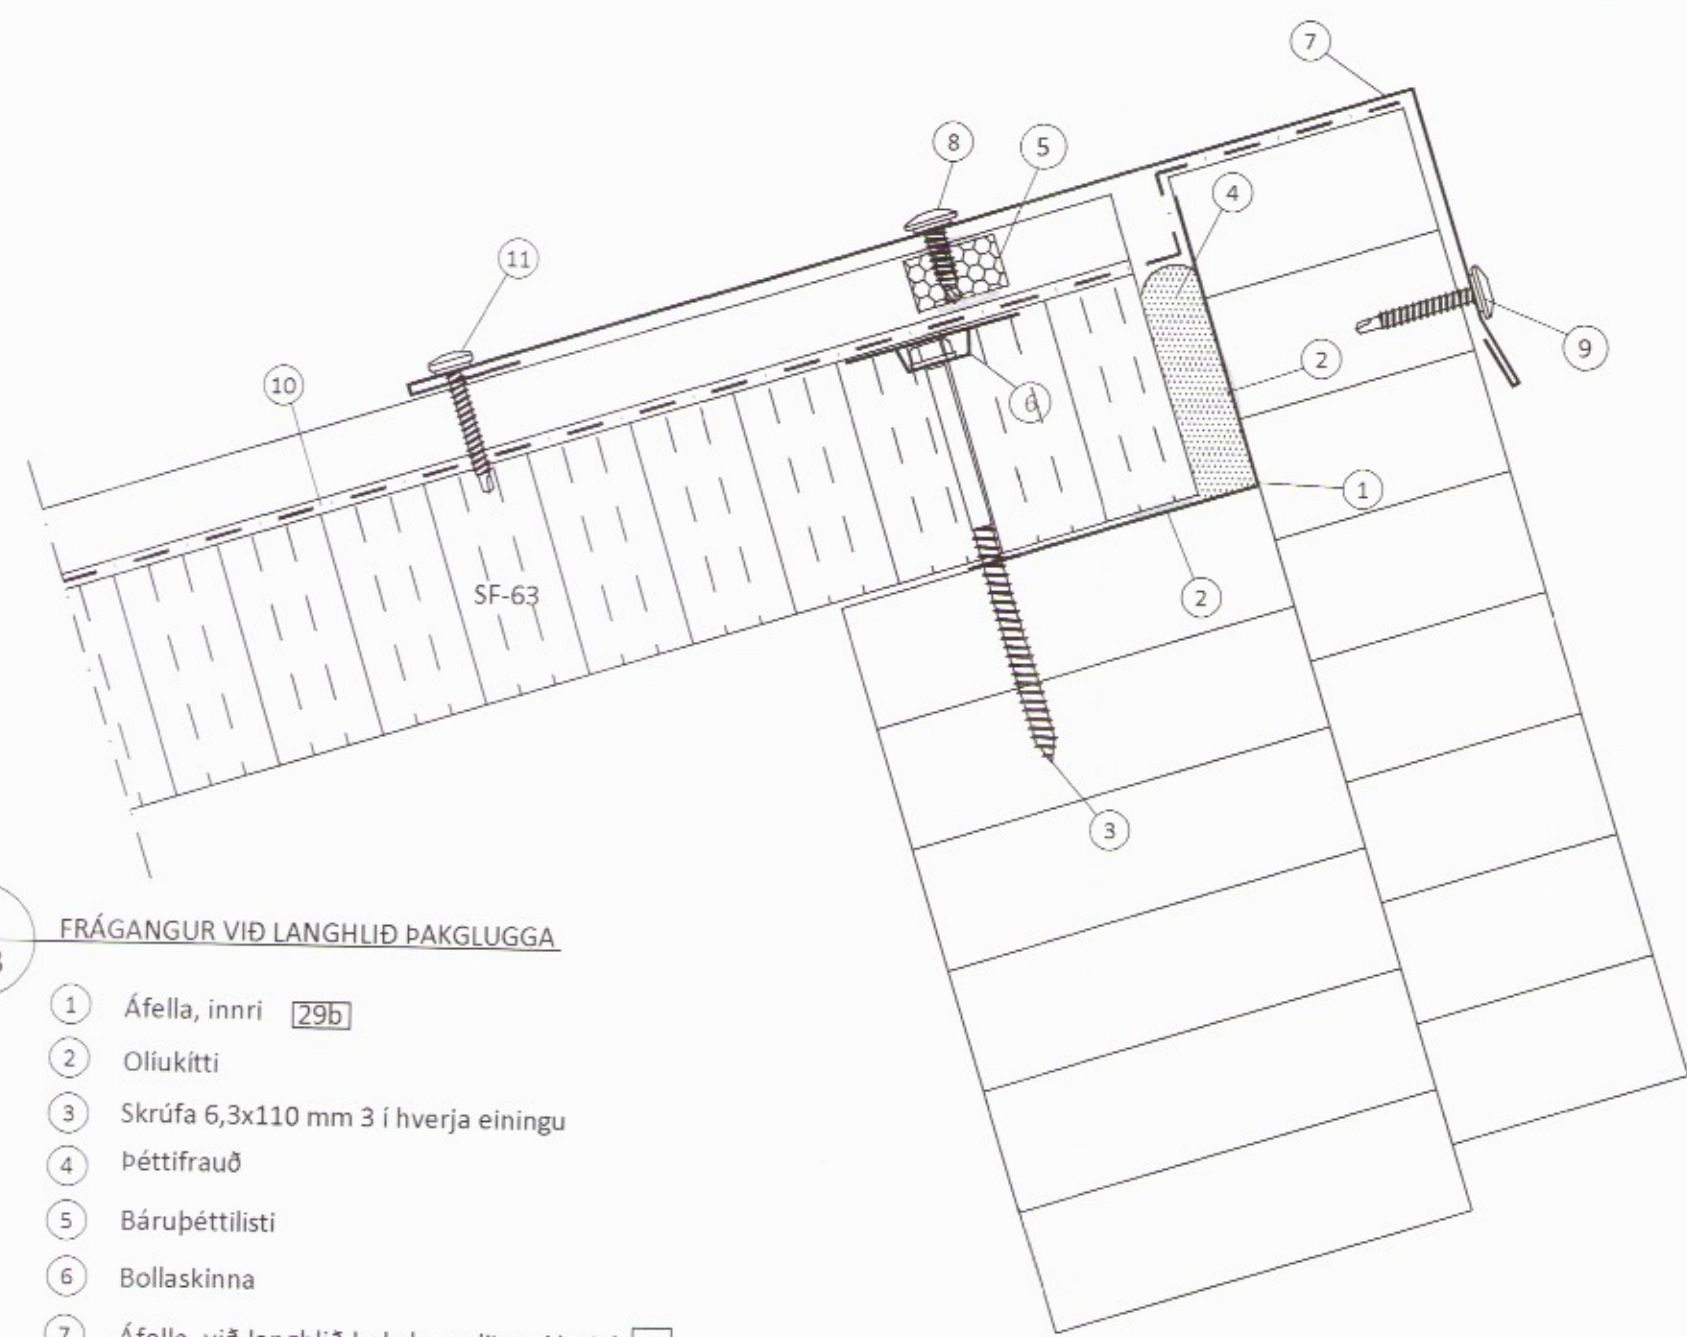 7
8
5
4
11
10
9
2
6
1
SF-63
2
3
FRÁGANGUR VIÐ LANGHLIÐ ÞAKGLUGGA
1 Áfella, innri 29b
2 Olíukítti
3 Skrúfa 6,3x110 mm 3 í hverja einingu
4 Þéttifrauð
5 Báruþéttilisti
6 Bollaskinna
7 Áfella, við langhlið